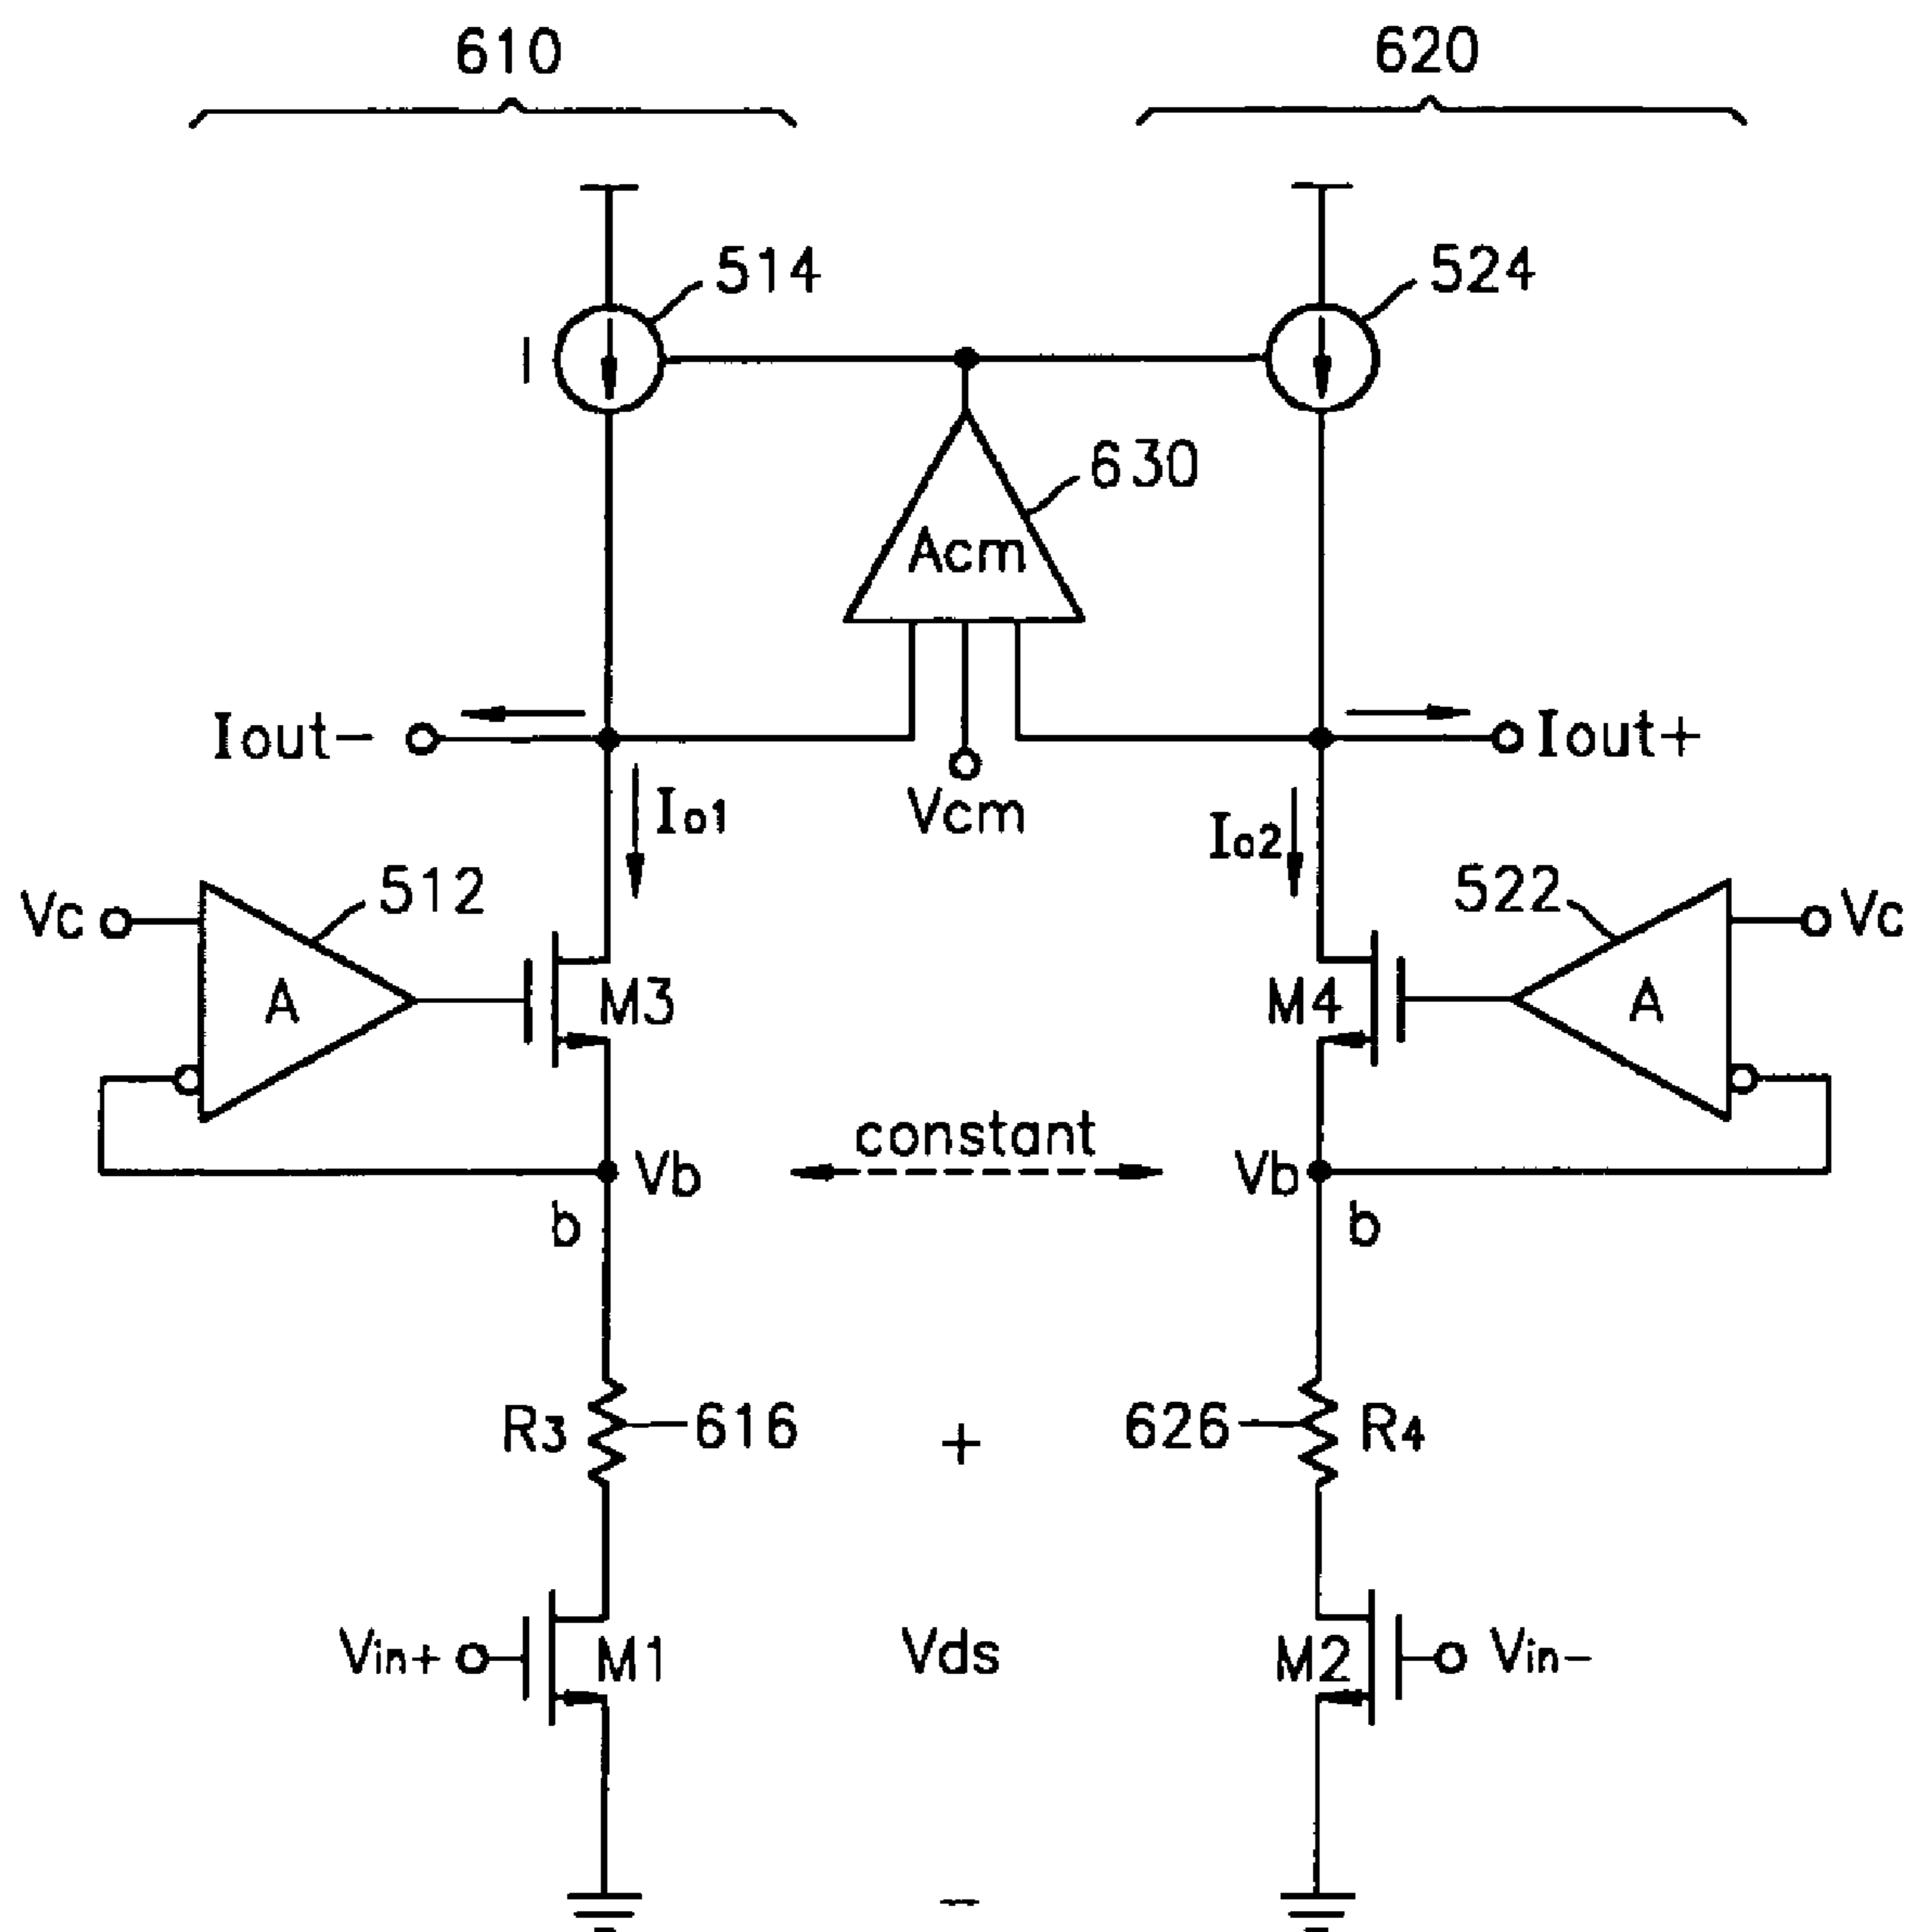 610 620
514 524
I
630
Acm
Iout− Iout+
Io1 Vcm Io2
Vc 512 522 Vc
A M3 M4 A
constant
Vb Vb
b b
R3 616 + 626 R4
Vin+ M1 Vds M2 Vin−
−